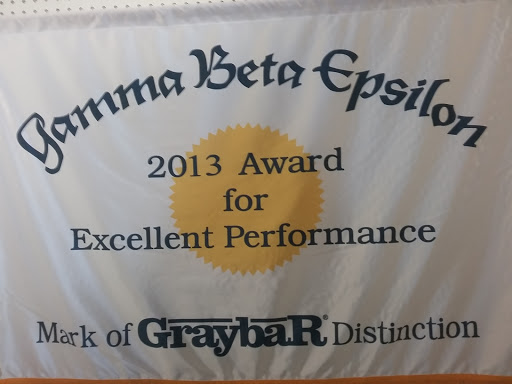 Gamma Beta Epsilon
2013 Award
for
Excellent Performance
Mark of GraybaR® Distinction